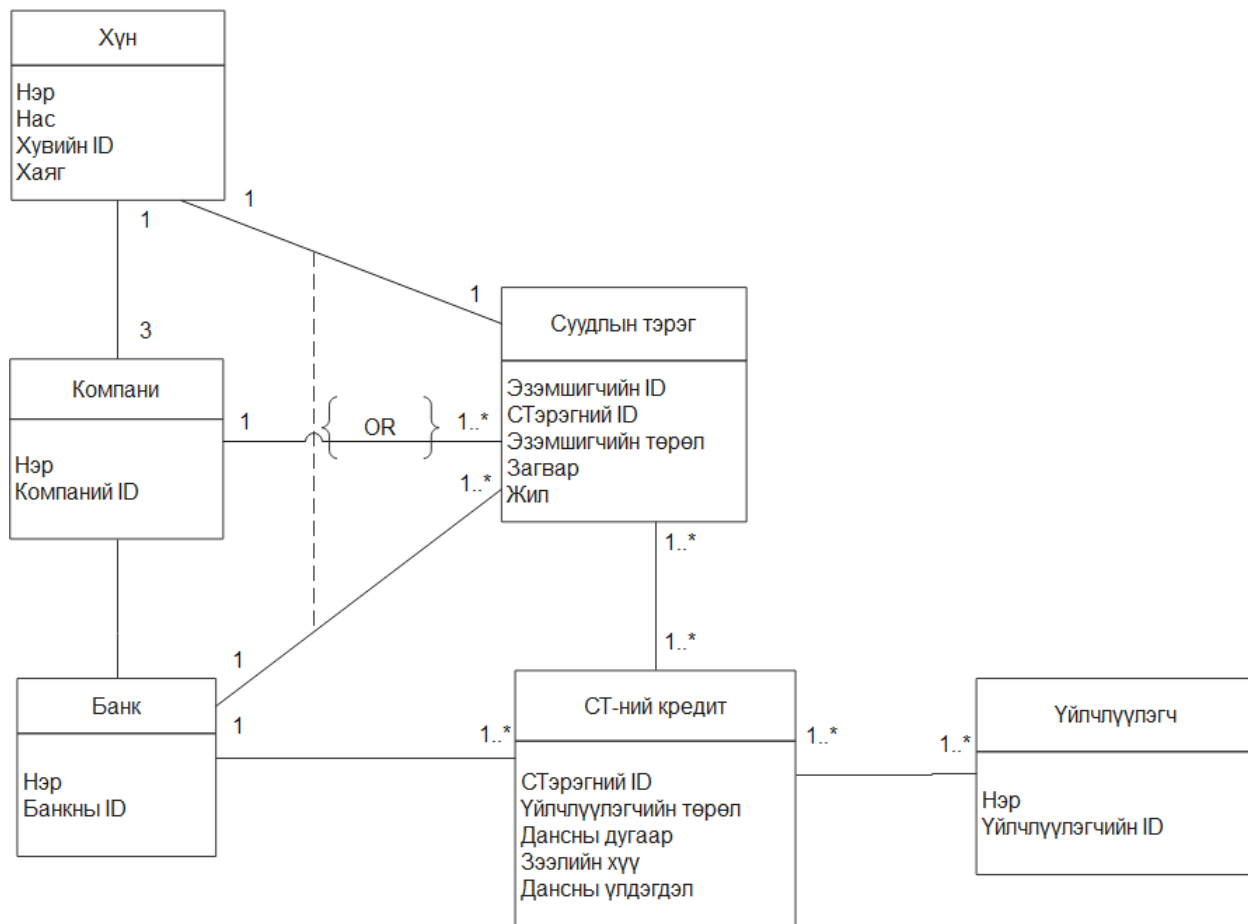 Хүн
Нэр
Нас
Хувийн ID
Хаяг
1
1
1
3
Суудлын тэрэг
Эзэмшигчийн ID
СТэрэгний ID
Эзэмшигчийн төрөл
Загвар
Жил
Компани
Нэр
Компаний ID
1
OR
1..*
1..*
1..*
1..*
1
Банк
Нэр
Банкны ID
1
1..*
СТ-ний кредит
СТэрэгний ID
Үйлчлүүлэгчийн төрөл
Дансны дугаар
Зээлийн хүү
Дансны үлдэгдэл
1..*
1..*
Үйлчлүүлэгч
Нэр
Үйлчлүүлэгчийн ID